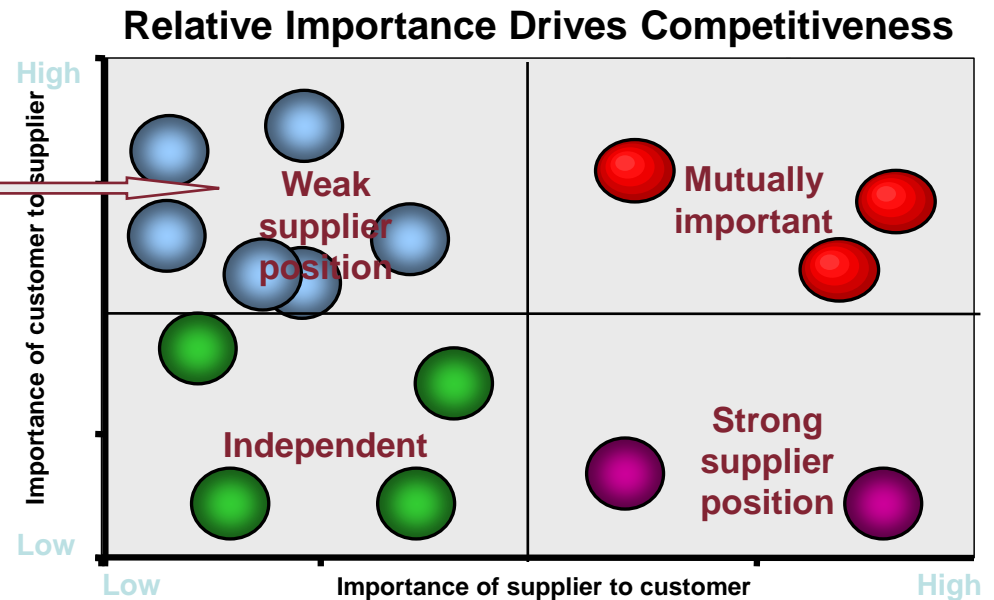 Relative Importance Drives Competitiveness
High
Importance of customer to supplier
Weak
supplier
position
Mutually
important
Independent
Strong
supplier
position
Low
Low
Importance of supplier to customer
High